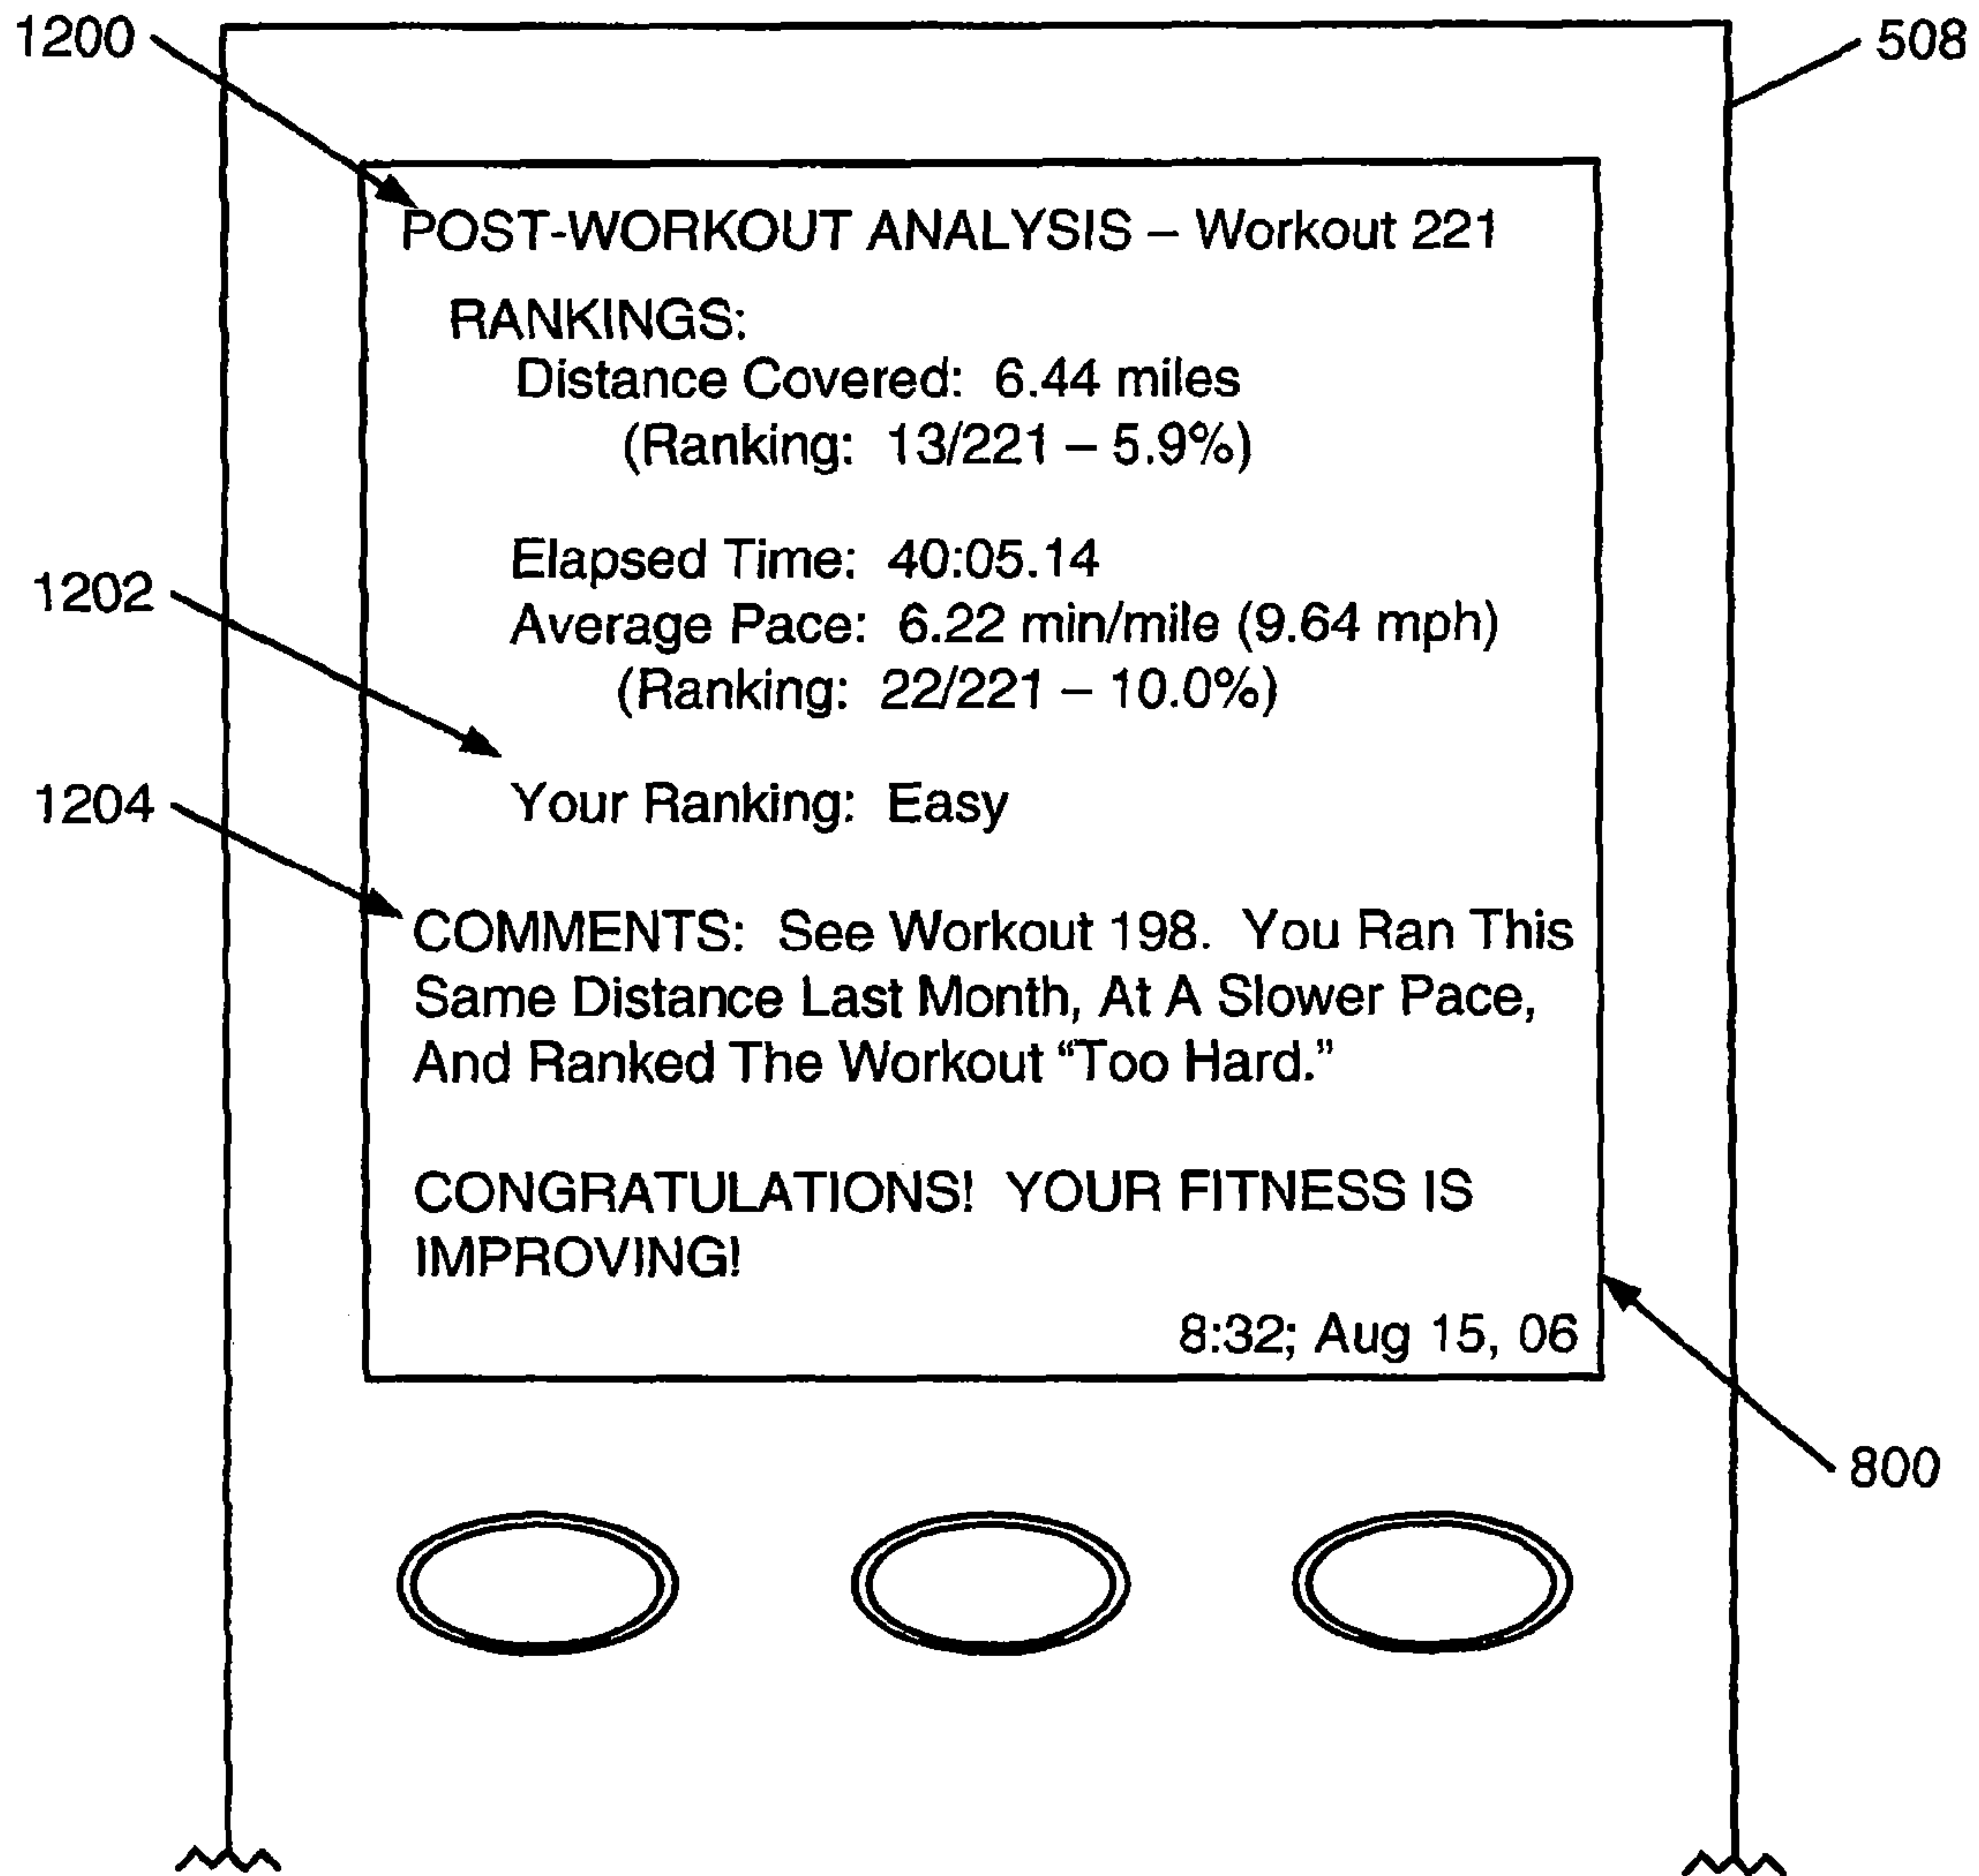 1200
508
POST-WORKOUT ANALYSIS – Workout 221
RANKINGS:
Distance Covered: 6.44 miles
(Ranking: 13/221 – 5.9%)
Elapsed Time: 40:05.14
1202
Average Pace: 6.22 min/mile (9.64 mph)
(Ranking: 22/221 – 10.0%)
Your Ranking: Easy
1204
COMMENTS: See Workout 198. You Ran This
Same Distance Last Month, At A Slower Pace,
And Ranked The Workout “Too Hard.”
CONGRATULATIONS! YOUR FITNESS IS
IMPROVING!
8:32; Aug 15, 06
800